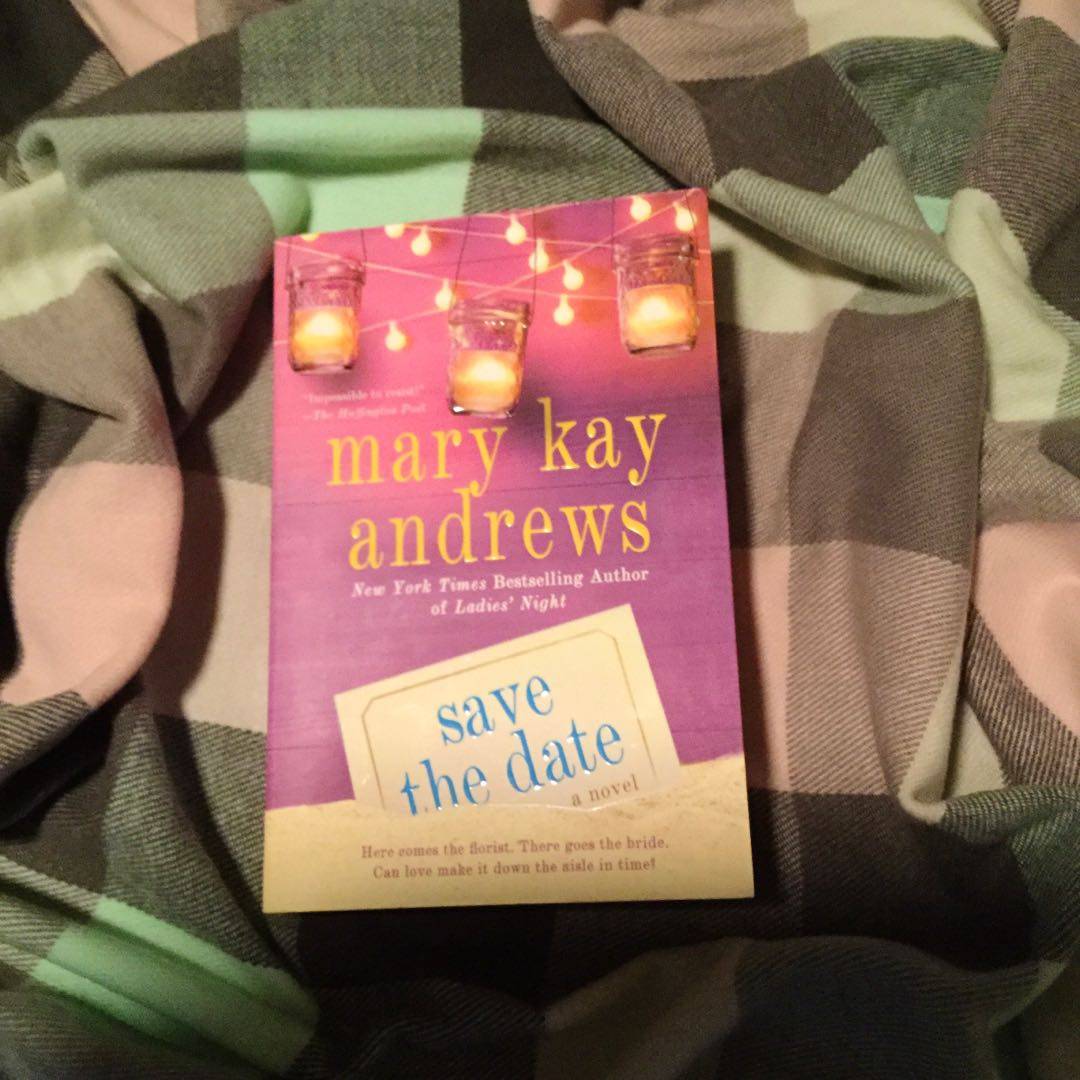 "Impossible to resist!"
—The Huffington Post
mary kay
andrews
New York Times Bestselling Author
of Ladies' Night
save
the date
a novel
Here comes the florist. There goes the bride.
Can love make it down the aisle in time?